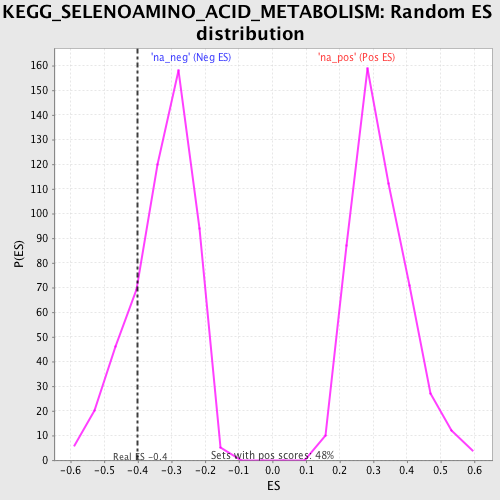 KEGG_SELENOAMINO_ACID_METABOLISM: Random ES
distribution
'na_neg' (Neg ES)
'na_pos' (Pos ES)
P(ES)
160
150
140
130
120
110
100
90
80
70
60
50
40
30
20
10
0
Real ES -0.4
Sets with pos scores: 48%
-0.6 -0.5 -0.4 -0.3 -0.2 -0.1 0.0 0.1 0.2 0.3 0.4 0.5 0.6
ES